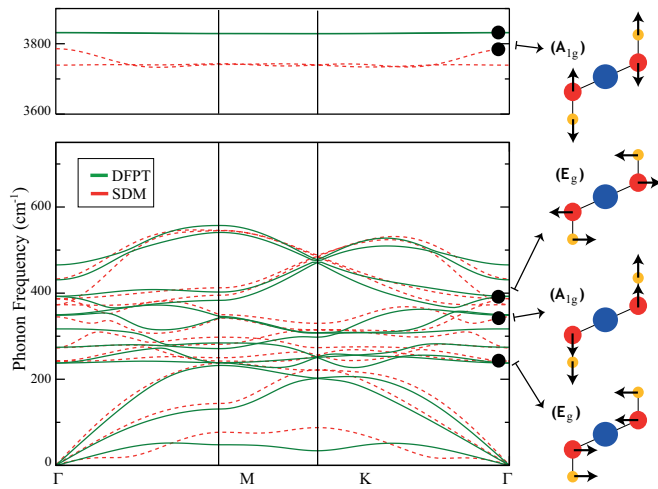 3800
3600
(A1g)
(Eg)
(A1g)
(Eg)
DFPT
SDM
Phonon Frequency (cm-1)
600
400
200
0
Γ M K Γ